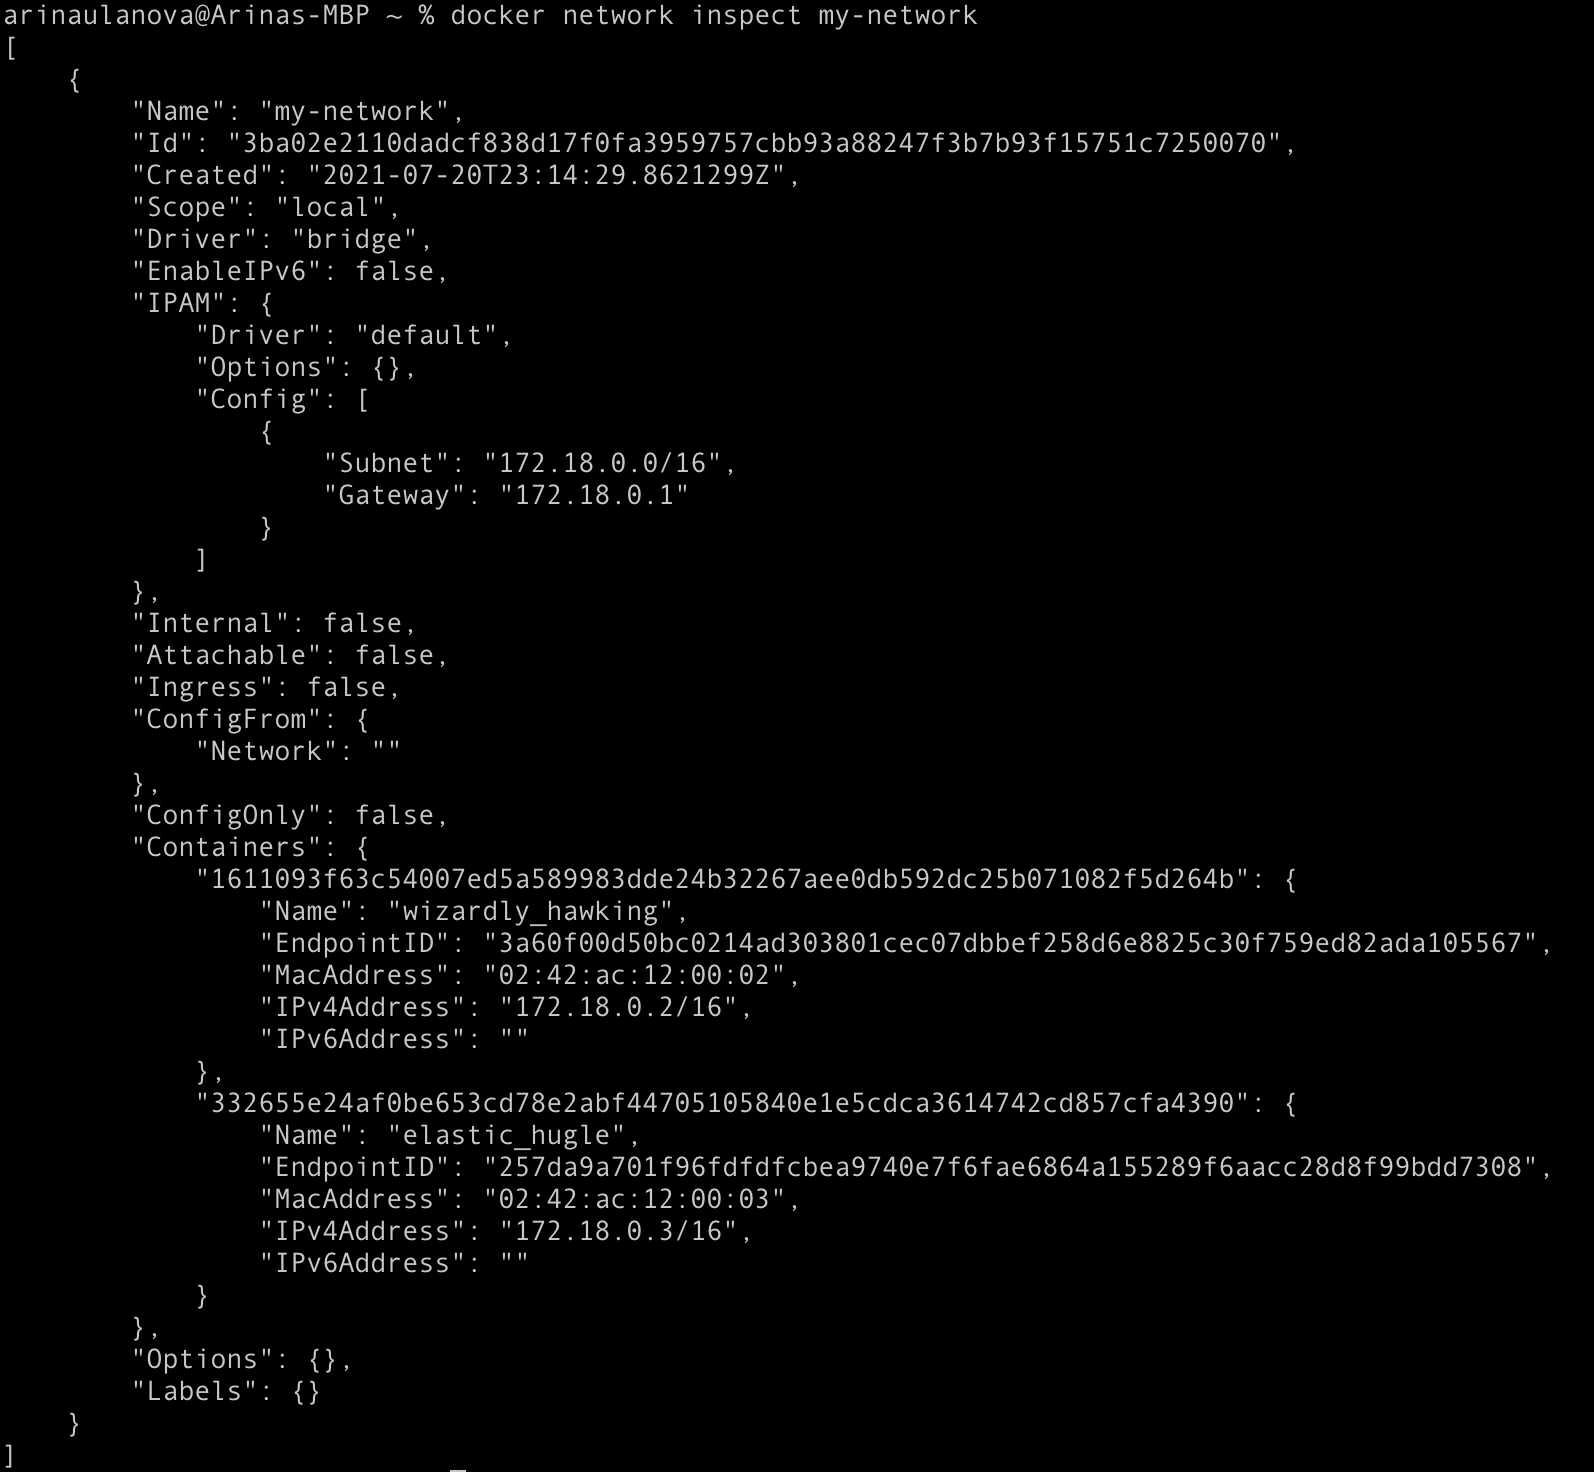 arinaulanova@Arinas-MBP ~ % docker network inspect my-network
[
    {
        "Name": "my-network",
        "Id": "3ba02e2110dadcf838d17f0fa3959757cbb93a88247f3b7b93f15751c7250070",
        "Created": "2021-07-20T23:14:29.8621299Z",
        "Scope": "local",
        "Driver": "bridge",
        "EnableIPv6": false,
        "IPAM": {
            "Driver": "default",
            "Options": {},
            "Config": [
                {
                    "Subnet": "172.18.0.0/16",
                    "Gateway": "172.18.0.1"
                }
            ]
        },
        "Internal": false,
        "Attachable": false,
        "Ingress": false,
        "ConfigFrom": {
            "Network": ""
        },
        "ConfigOnly": false,
        "Containers": {
            "1611093f63c54007ed5a589983dde24b32267aee0db592dc25b071082f5d264b": {
                "Name": "wizardly_hawking",
                "EndpointID": "3a60f00d50bc0214ad303801cec07dbbef258d6e8825c30f759ed82ada105567",
                "MacAddress": "02:42:ac:12:00:02",
                "IPv4Address": "172.18.0.2/16",
                "IPv6Address": ""
            },
            "332655e24af0be653cd78e2abf44705105840e1e5cdca3614742cd857cfa4390": {
                "Name": "elastic_hugle",
                "EndpointID": "257da9a701f96fdfdfcbea9740e7f6fae6864a155289f6aacc28d8f99bdd7308",
                "MacAddress": "02:42:ac:12:00:03",
                "IPv4Address": "172.18.0.3/16",
                "IPv6Address": ""
            }
        },
        "Options": {},
        "Labels": {}
    }
]